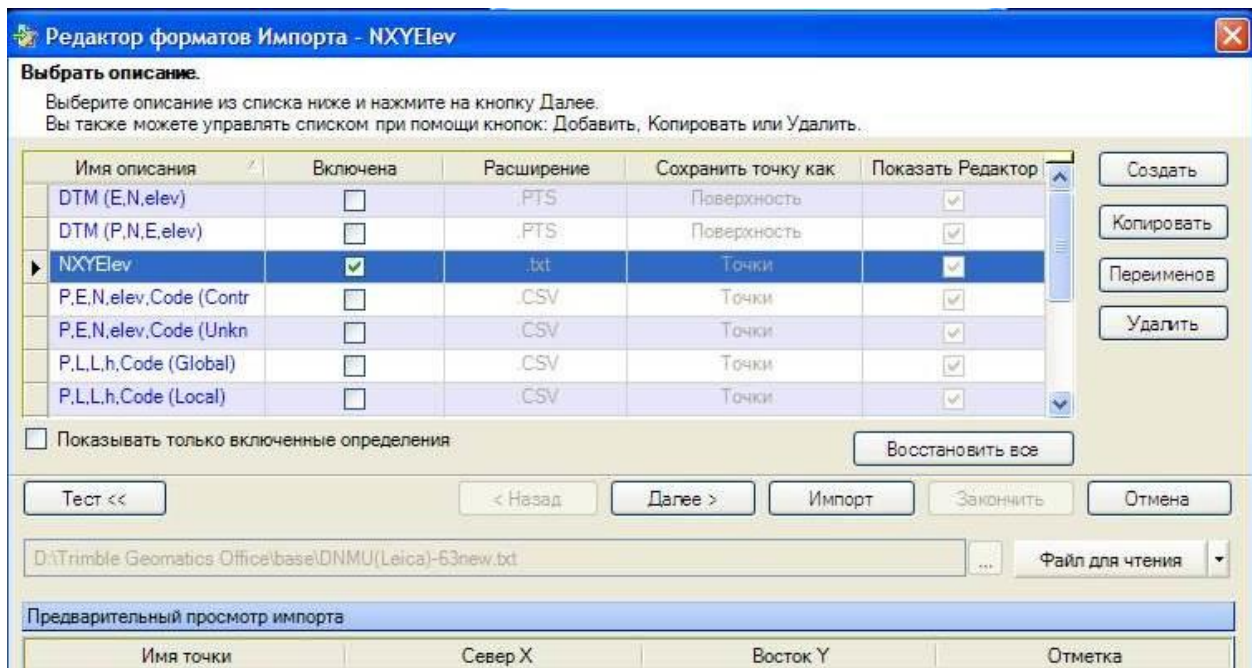 Редактор форматов Импорта - NXYElev
Выбрать описание.
Выберите описание из списка ниже и нажмите на кнопку Далее.
Вы также можете управлять списком при помощи кнопок: Добавить, Копировать или Удалить.
Имя описания Включена Расширение Сохранить точку как Показать Редактор
DTM (E,N,elev) .PTS Поверхность
DTM (P,N,E,elev) .PTS Поверхность
NXYElev .txt Точки
P,E,N,elev,Code (Contr .CSV Точки
P,E,N,elev,Code (Unkn .CSV Точки
P,L,L,h,Code (Global) .CSV Точки
P,L,L,h,Code (Local) .CSV Точки
Создать
Копировать
Переименов
Удалить
Показывать только включенные определения
Восстановить все
Тест << < Назад Далее > Импорт Закончить Отмена
D:\Trimble Geomatics Office\base\DNMU(Leica)-63new.txt ... Файл для чтения
Предварительный просмотр импорта
Имя точки Север X Восток Y Отметка